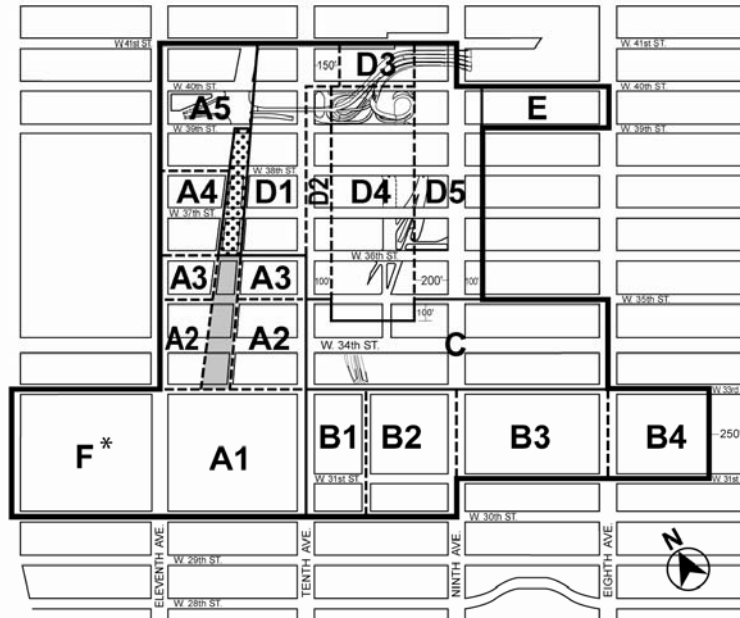 W. 41st ST.
W. 41st ST.
150'
D3
W. 40th ST.
W. 40th ST.
A5
E
W. 39th ST.
W. 39th ST.
W. 38th ST.
A4
D1
D2
D4
D5
W. 37th ST.
W. 36th ST.
A3
A3
100'
200'
100'
W. 35th ST.
100'
A2
A2
W. 34th ST.
C
W. 33rd
F*
A1
B1
B2
B3
B4
250'
W. 31st ST.
W. 31st
W. 30th ST.
ELEVENTH AVE.
TENTH AVE.
NINTH AVE.
EIGHTH AVE.
N
W. 29th ST.
W. 28th ST.